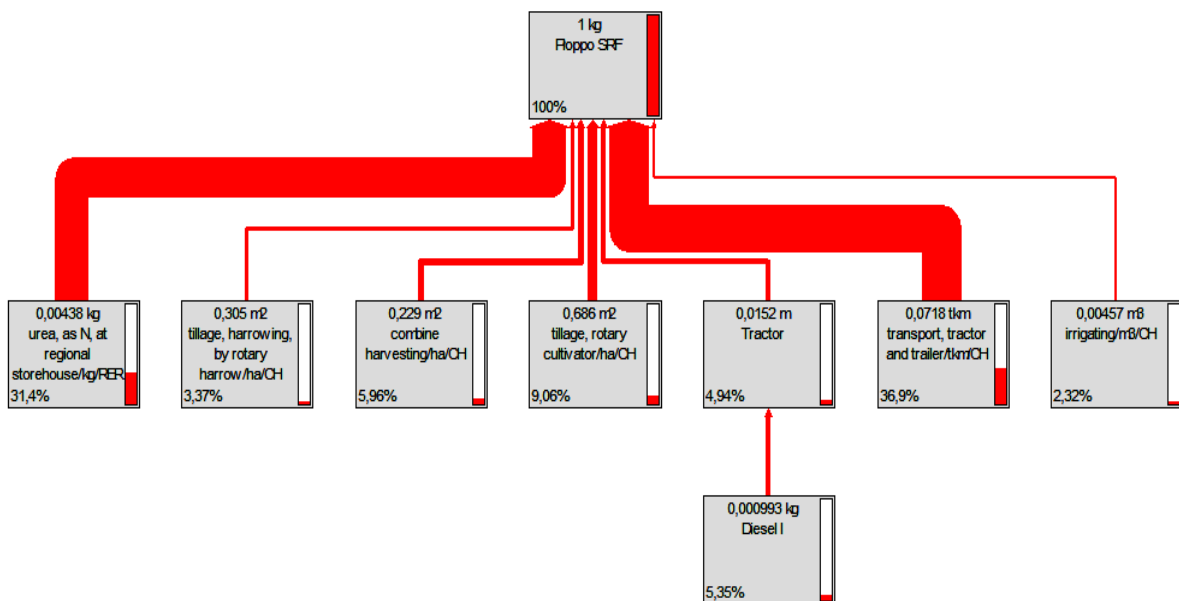 1 kg
Pioppo SRF
100%
0,00438 kg
urea, as N, at
regional
storehouse/kg/RER
31,4%
0,305 m2
tillage, harrowing,
by rotary
harrow/ha/CH
3,37%
0,229 m2
combine
harvesting/ha/CH
5,96%
0,686 m2
tillage, rotary
cultivator/ha/CH
9,06%
0,0152 m
Tractor
4,94%
0,0718 tkm
transport, tractor
and trailer/tkm/CH
36,9%
0,00457 m3
irrigating/m3/CH
2,32%
0,000993 kg
Diesel I
5,35%